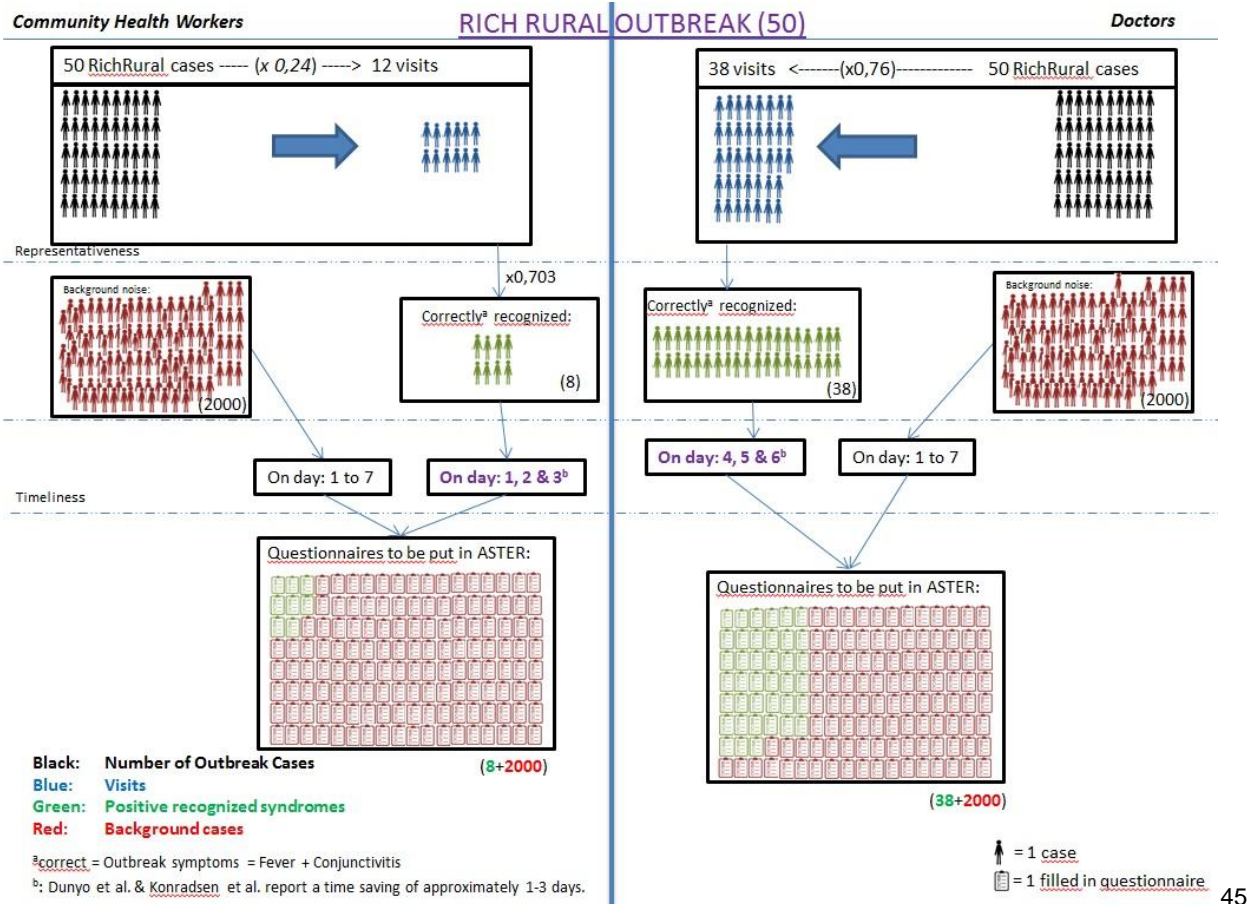 Community Health Workers
RICH RURAL OUTBREAK (50)
Doctors
50 RichRural cases ----- (x 0,24) -----> 12 visits
38 visits <-------(x0,76)------------- 50 RichRural cases
Representativeness
x0,703
Background noise:
(2000)
Correctlyᵃ recognized:
(8)
Correctlyᵃ recognized:
(38)
Background noise:
(2000)
On day: 1 to 7
On day: 1, 2 & 3ᵇ
On day: 4, 5 & 6ᵇ
On day: 1 to 7
Timeliness
Questionnaires to be put in ASTER:
(8+2000)
Questionnaires to be put in ASTER:
(38+2000)
Black: Number of Outbreak Cases
Blue: Visits
Green: Positive recognized syndromes
Red: Background cases
ᵃcorrect = Outbreak symptoms = Fever + Conjunctivitis
ᵇ: Dunyo et al. & Konradsen et al. report a time saving of approximately 1-3 days.
= 1 case
= 1 filled in questionnaire
45